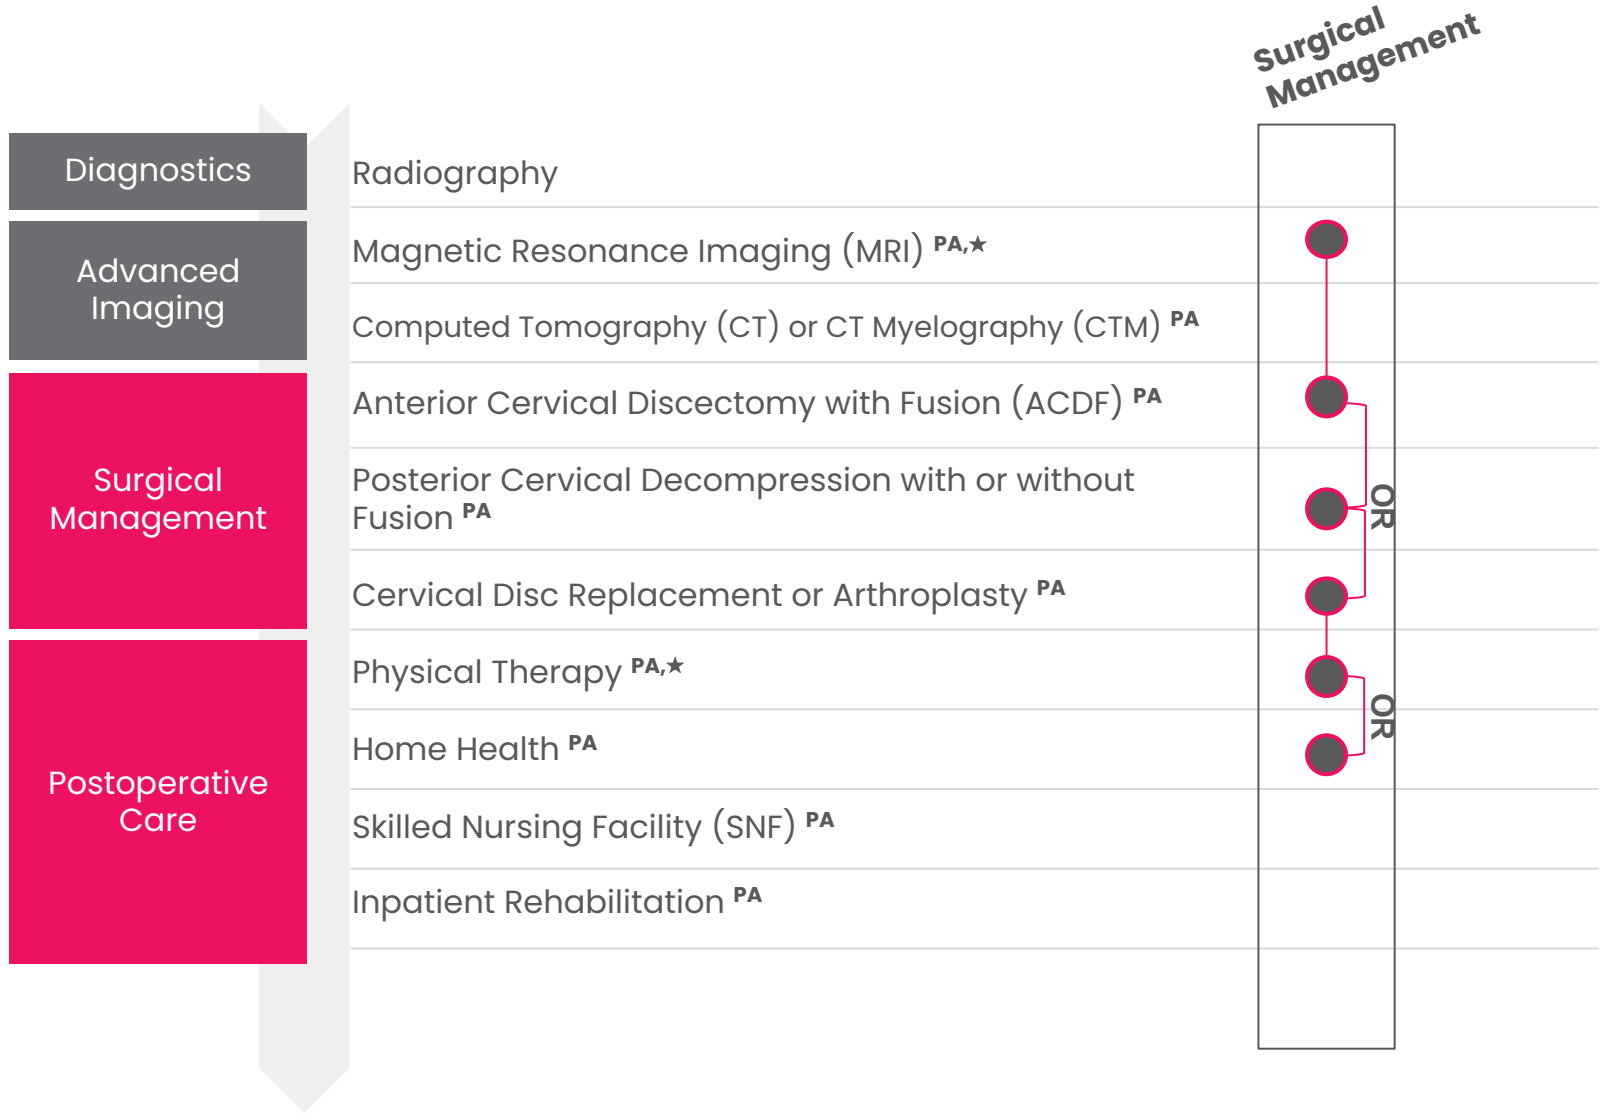 Surgical
Management
Diagnostics
Radiography
Advanced
Imaging
Magnetic Resonance Imaging (MRI) PA,★
Computed Tomography (CT) or CT Myelography (CTM) PA
Surgical
Management
Anterior Cervical Discectomy with Fusion (ACDF) PA
Posterior Cervical Decompression with or without
Fusion PA
OR
Cervical Disc Replacement or Arthroplasty PA
Postoperative
Care
Physical Therapy PA,★
OR
Home Health PA
Skilled Nursing Facility (SNF) PA
Inpatient Rehabilitation PA